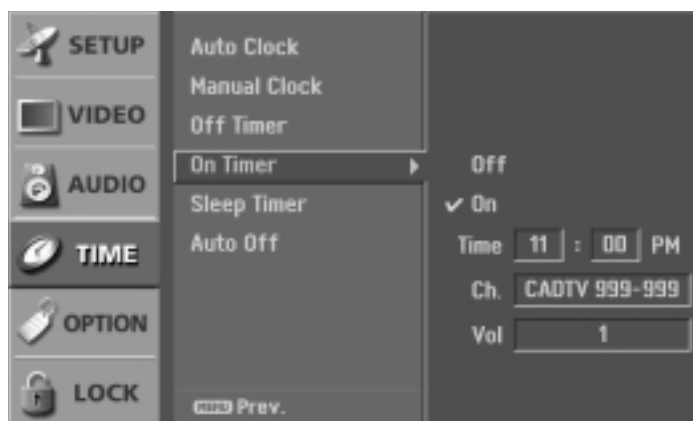 SETUP
VIDEO
AUDIO
TIME
OPTION
LOCK
Auto Clock
Manual Clock
Off Timer
On Timer
Sleep Timer
Auto Off
MENU Prev.
Off
On
Time 11 : 00 PM
Ch. CADTV 999-999
Vol 1